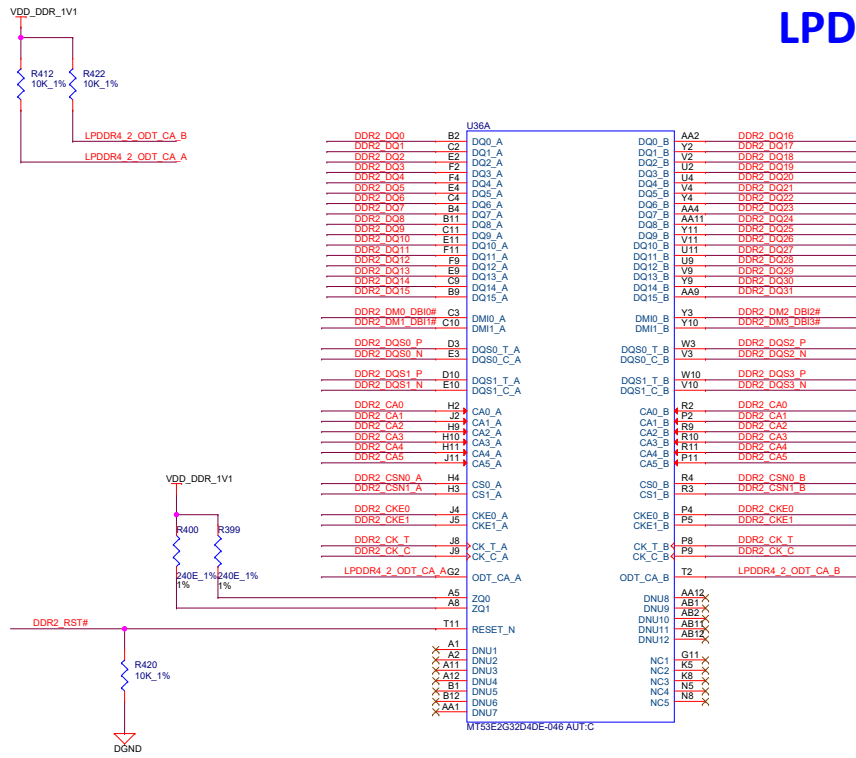 LPD
VDD_DDR_1V1
R412
10K_1%
R422
10K_1%
LPDDR4_2_ODT_CA_B
LPDDR4_2_ODT_CA_A
U36A
DDR2_DQ0 B2 DQ0_A DQ0_B AA2 DDR2_DQ16
DDR2_DQ1 C2 DQ1_A DQ1_B Y2 DDR2_DQ17
DDR2_DQ2 E2 DQ2_A DQ2_B V2 DDR2_DQ18
DDR2_DQ3 F2 DQ3_A DQ3_B U2 DDR2_DQ19
DDR2_DQ4 F4 DQ4_A DQ4_B U4 DDR2_DQ20
DDR2_DQ5 E4 DQ5_A DQ5_B V4 DDR2_DQ21
DDR2_DQ6 C4 DQ6_A DQ6_B Y4 DDR2_DQ22
DDR2_DQ7 B4 DQ7_A DQ7_B AA4 DDR2_DQ23
DDR2_DQ8 B11 DQ8_A DQ8_B AA11 DDR2_DQ24
DDR2_DQ9 C11 DQ9_A DQ9_B Y11 DDR2_DQ25
DDR2_DQ10 E11 DQ10_A DQ10_B V11 DDR2_DQ26
DDR2_DQ11 F11 DQ11_A DQ11_B U11 DDR2_DQ27
DDR2_DQ12 F9 DQ12_A DQ12_B U9 DDR2_DQ28
DDR2_DQ13 E9 DQ13_A DQ13_B V9 DDR2_DQ29
DDR2_DQ14 C9 DQ14_A DQ14_B Y9 DDR2_DQ30
DDR2_DQ15 B9 DQ15_A DQ15_B AA9 DDR2_DQ31
DDR2_DM0_DBI0# C3 DMI0_A DMI0_B Y3 DDR2_DM2_DBI2#
DDR2_DM1_DBI1# C10 DMI1_A DMI1_B Y10 DDR2_DM3_DBI3#
DDR2_DQS0_P D3 DQS0_T_A DQS0_T_B W3 DDR2_DQS2_P
DDR2_DQS0_N E3 DQS0_C_A DQS0_C_B V3 DDR2_DQS2_N
DDR2_DQS1_P D10 DQS1_T_A DQS1_T_B W10 DDR2_DQS3_P
DDR2_DQS1_N E10 DQS1_C_A DQS1_C_B V10 DDR2_DQS3_N
DDR2_CA0 H2 CA0_A CA0_B R2 DDR2_CA0
DDR2_CA1 J2 CA1_A CA1_B P2 DDR2_CA1
DDR2_CA2 H9 CA2_A CA2_B R9 DDR2_CA2
DDR2_CA3 H10 CA3_A CA3_B R10 DDR2_CA3
DDR2_CA4 H11 CA4_A CA4_B R11 DDR2_CA4
DDR2_CA5 J11 CA5_A CA5_B P11 DDR2_CA5
DDR2_CSN0_A H4 CS0_A CS0_B R4 DDR2_CSN0_B
DDR2_CSN1_A H3 CS1_A CS1_B R3 DDR2_CSN1_B
VDD_DDR_1V1
DDR2_CKE0 J4 CKE0_A CKE0_B P4 DDR2_CKE0
DDR2_CKE1 J5 CKE1_A CKE1_B P5 DDR2_CKE1
R400
240E_1%
1%
R399
240E_1%
1%
DDR2_CK_T J8 CK_T_A CK_T_B P8 DDR2_CK_T
DDR2_CK_C J9 CK_C_A CK_C_B P9 DDR2_CK_C
LPDDR4_2_ODT_CA_A G2 ODT_CA_A ODT_CA_B T2 LPDDR4_2_ODT_CA_B
A5 ZQ0 DNU8 AA12
A8 ZQ1 DNU9 AB1
DNU10 AB2
DDR2_RST# T11 RESET_N DNU11 AB11
DNU12 AB12
A1 DNU1
A2 DNU2 NC1 G11
A11 DNU3 NC2 K5
A12 DNU4 NC3 K8
B1 DNU5 NC4 N5
B12 DNU6 NC5 N8
AA1 DNU7
R420
10K_1%
DGND
MT53E2G32D4DE-046 AUT:C